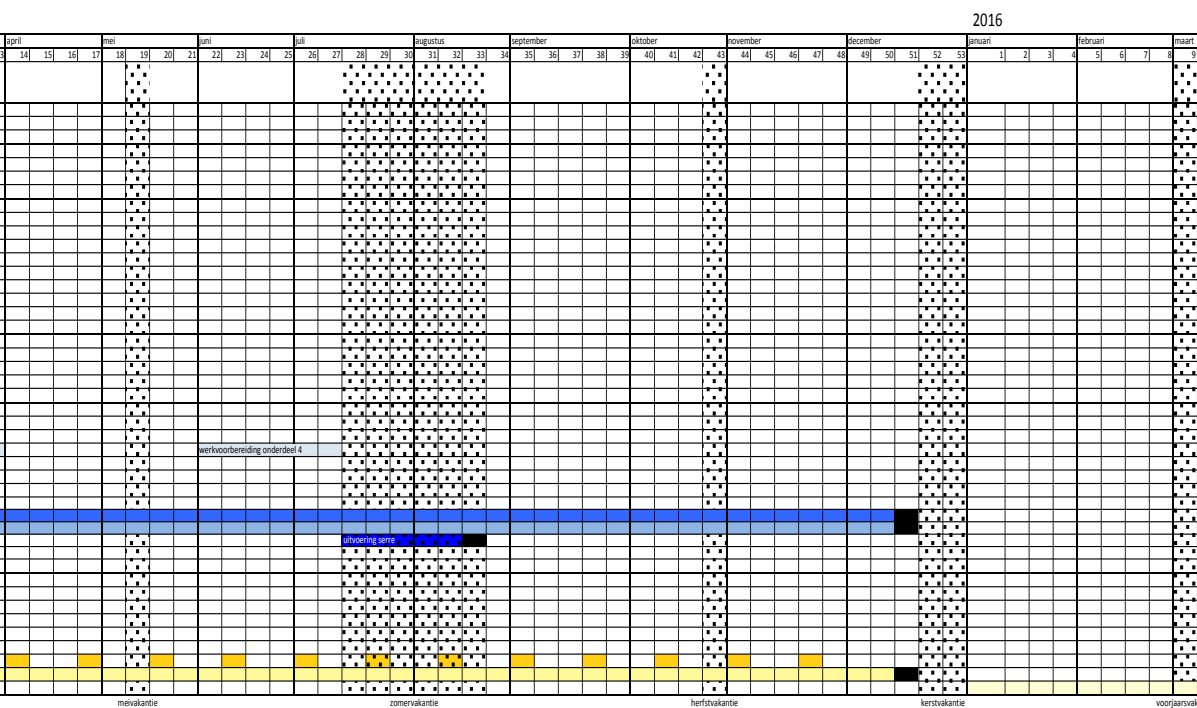 2016
april mei juni juli augustus september oktober november december januari februari maart
14 15 16 17 18 19 20 21 22 23 24 25 26 27 28 29 30 31 32 33 34 35 36 37 38 39 40 41 42 43 44 45 46 47 48 49 50 51 52 53 1 2 3 4 5 6 7 8 9
werkvoorbereiding onderdeel 4
uitvoering serre
meivakantie zomervakantie herfstvakantie kerstvakantie voorjaarsvak